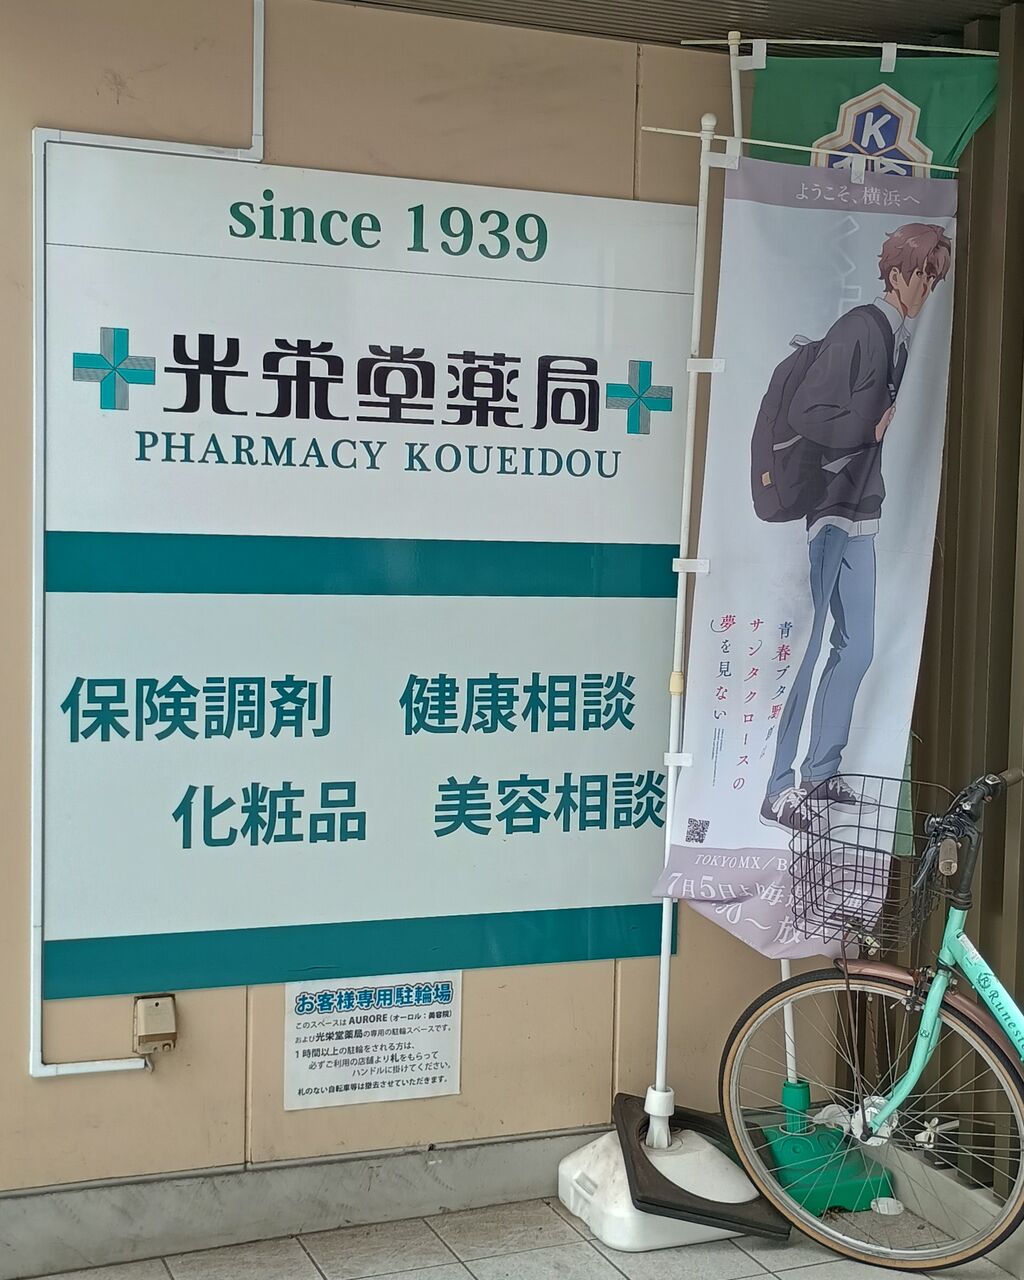 since 1939
光栄堂薬局
PHARMACY KOUEIDOU
保険調剤 健康相談
化粧品 美容相談
お客様専用駐輪場
このスペースは AURORE（オーロル：美容院）
および光栄堂薬局の専用の駐輪スペースです。
1時間以上の駐輪をされる方は、
必ずご利用の店舗より札をもらって
ハンドルに掛けてください。
札のない自転車等は撤去させていただきます。
K
ようこそ、横浜へ
青春ブタ野郎は
サンタクロースの
夢を見ない
TOKYO MX／B
7月5日より毎週
〜放
Runesto